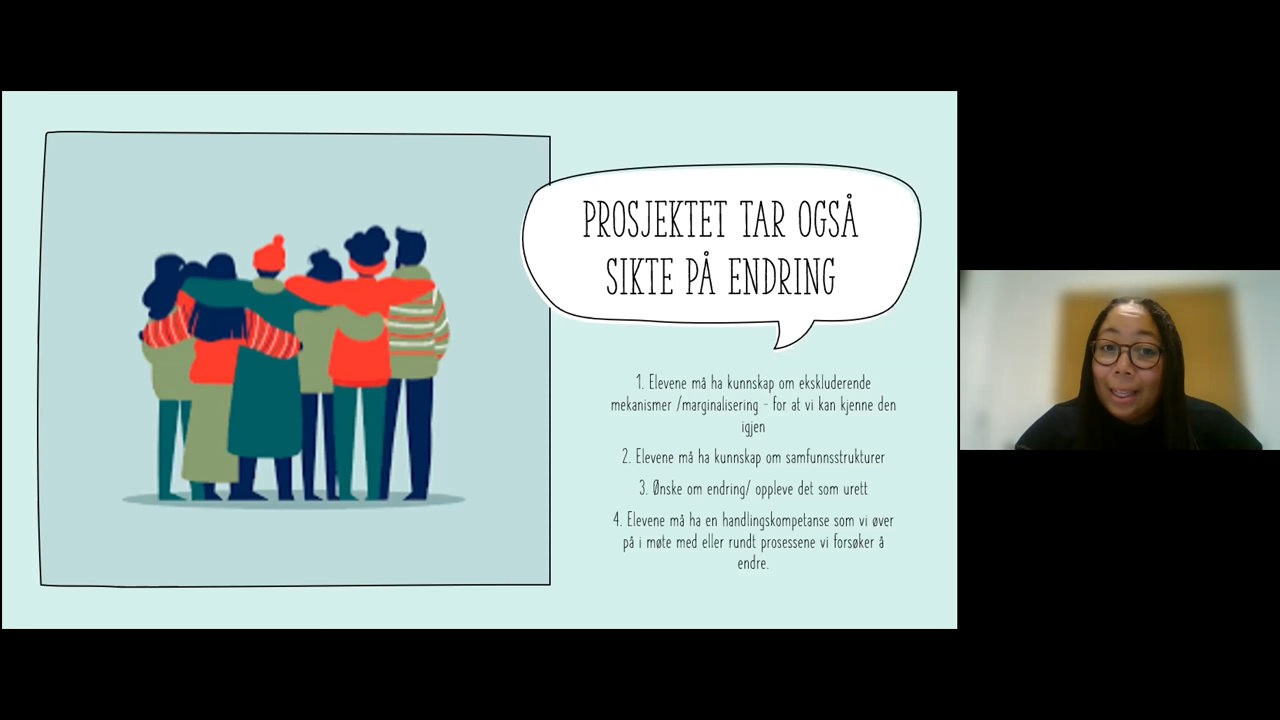 PROSJEKTET TAR OGSÅ
SIKTE PÅ ENDRING
1. Elevene må ha kunnskap om ekskluderende
mekanismer /marginalisering - for at vi kan kjenne den
igjen
2. Elevene må ha kunnskap om samfunnsstrukturer
3. Ønske om endring/ oppleve det som urett
4. Elevene må ha en handlingskompetanse som vi øver
på i møte med eller rundt prosessene vi forsøker å
endre.